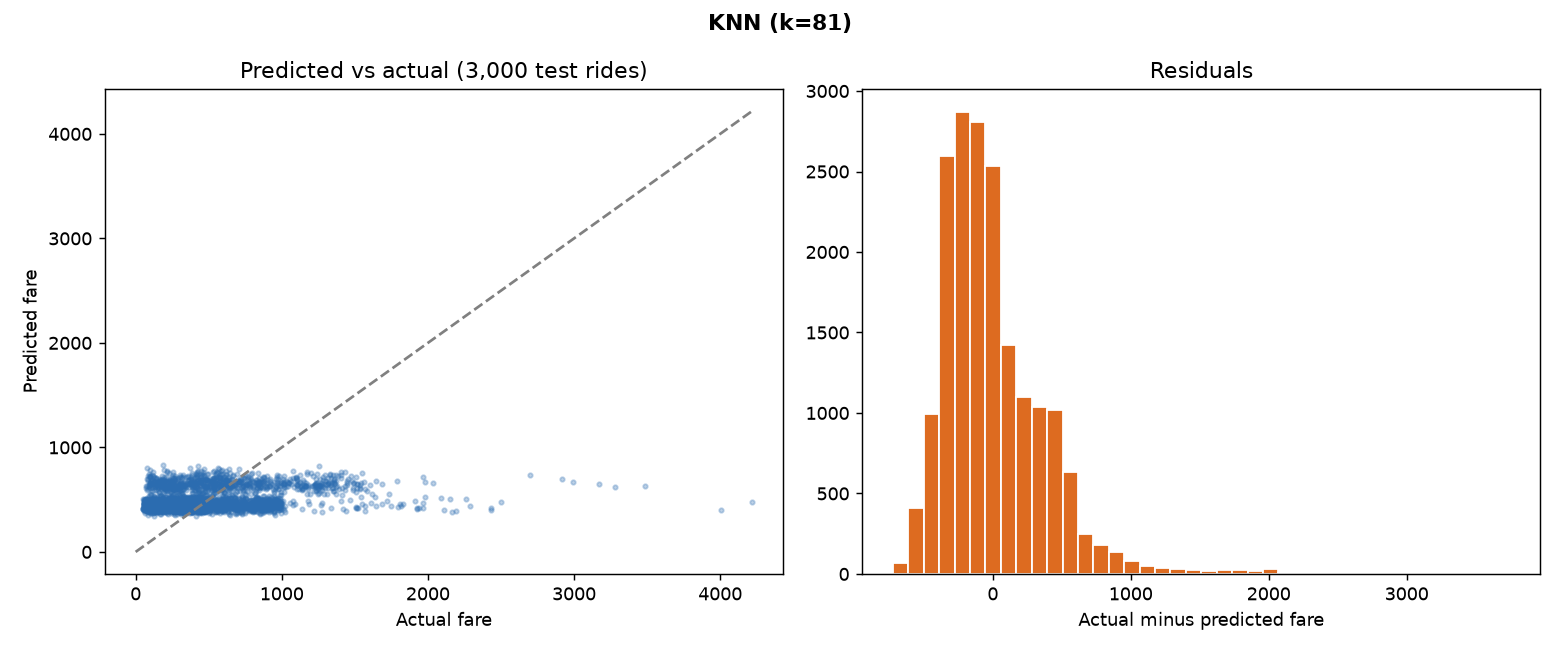 KNN (k=81)
Predicted vs actual (3,000 test rides)
4000
3000
2000
1000
0
Predicted fare
0 1000 2000 3000 4000
Actual fare
Residuals
3000
2500
2000
1500
1000
500
0
0 1000 2000 3000
Actual minus predicted fare